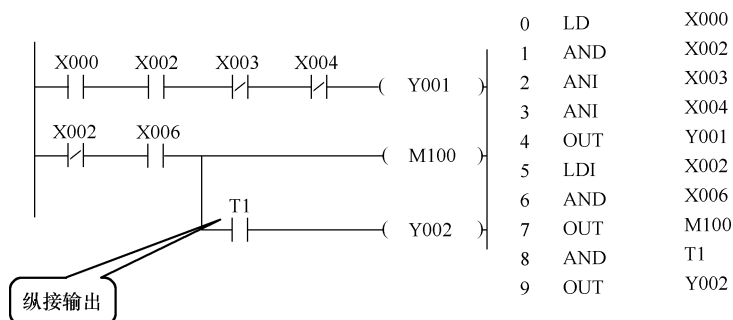 X000 X002 X003 X004
Y001
X002 X006
M100
T1
Y002
纵接输出
0 LD X000
1 AND X002
2 ANI X003
3 ANI X004
4 OUT Y001
5 LDI X002
6 AND X006
7 OUT M100
8 AND T1
9 OUT Y002